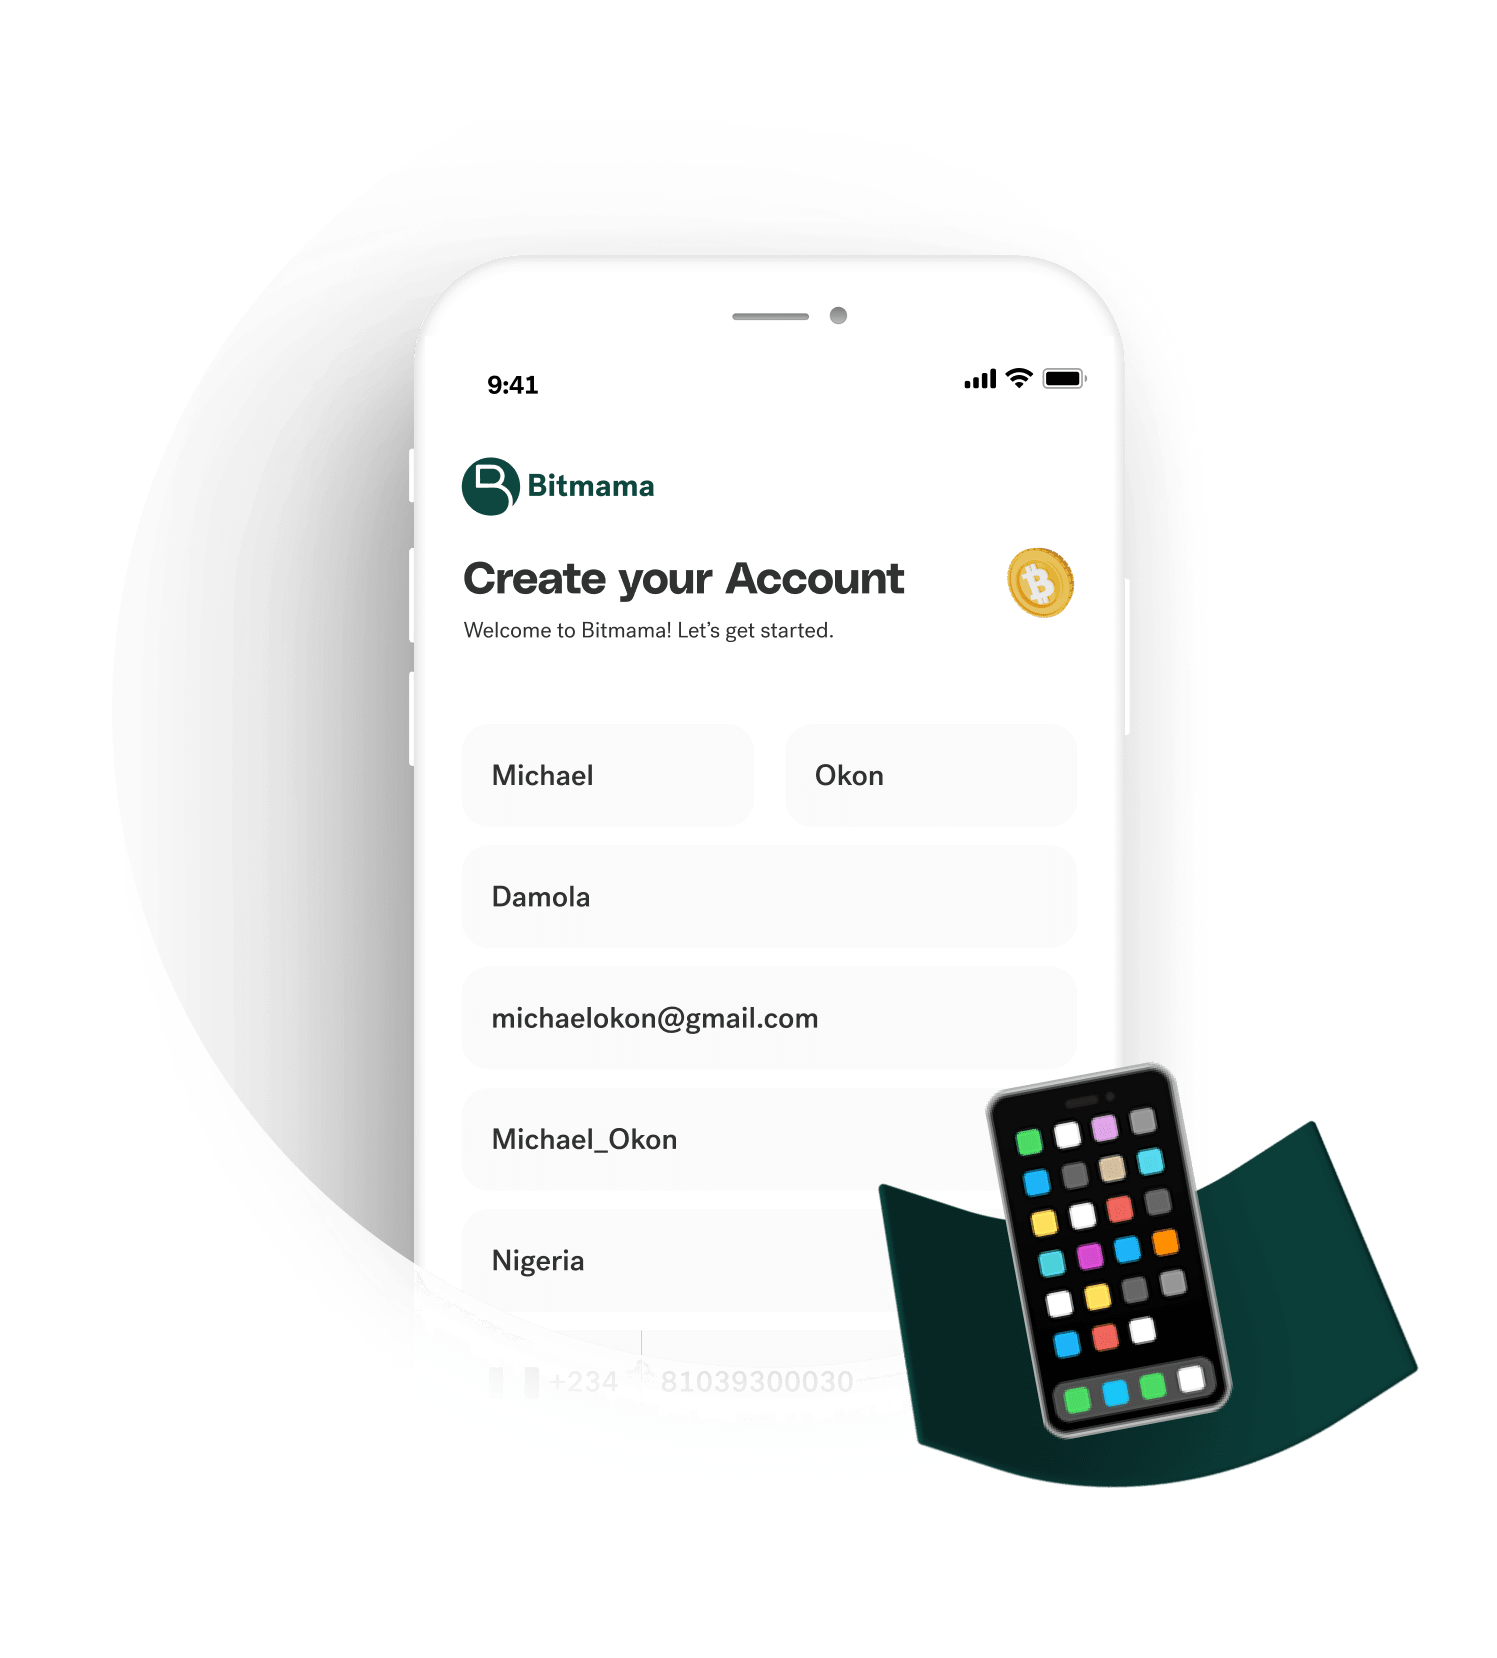 9:41
Bitmama
Create your Account
Welcome to Bitmama! Let’s get started.
Michael Okon
Damola
michaelokon@gmail.com
Michael_Okon
Nigeria
+234 81039300030